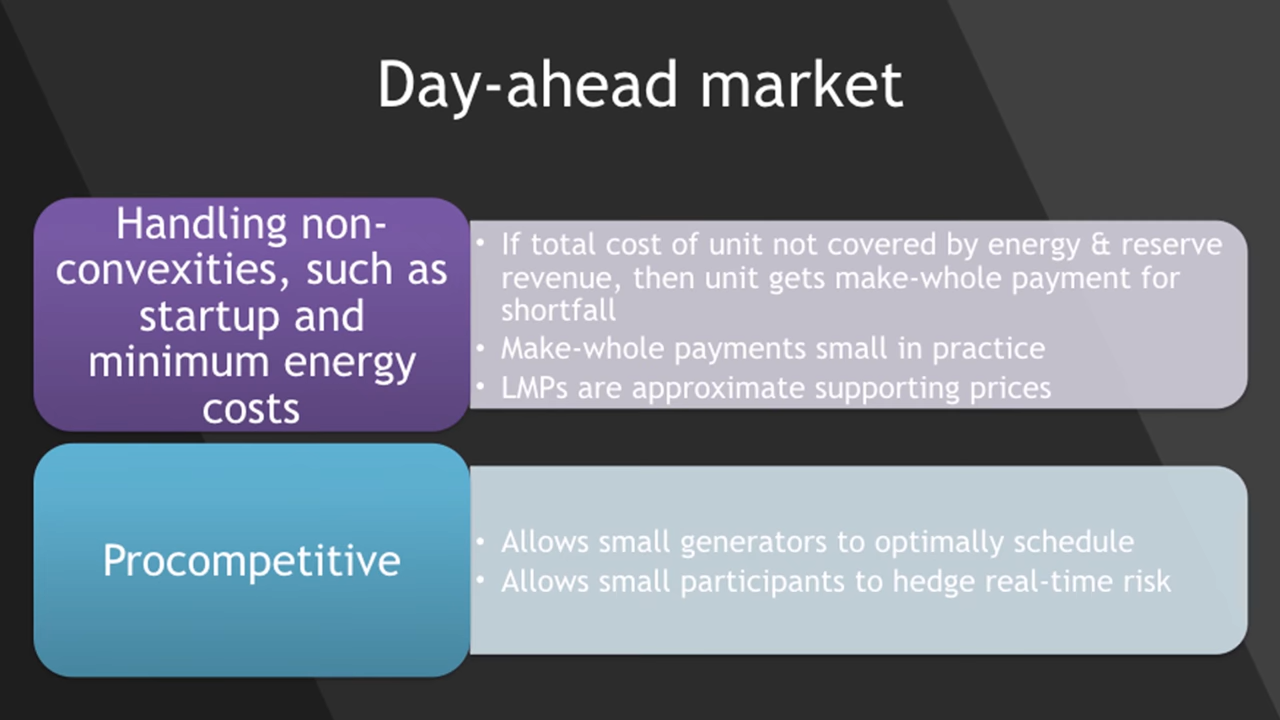 Day-ahead market
Handling non-
convexities, such as
startup and
minimum energy
costs
• If total cost of unit not covered by energy & reserve
revenue, then unit gets make-whole payment for
shortfall
• Make-whole payments small in practice
• LMPs are approximate supporting prices
Procompetitive
• Allows small generators to optimally schedule
• Allows small participants to hedge real-time risk